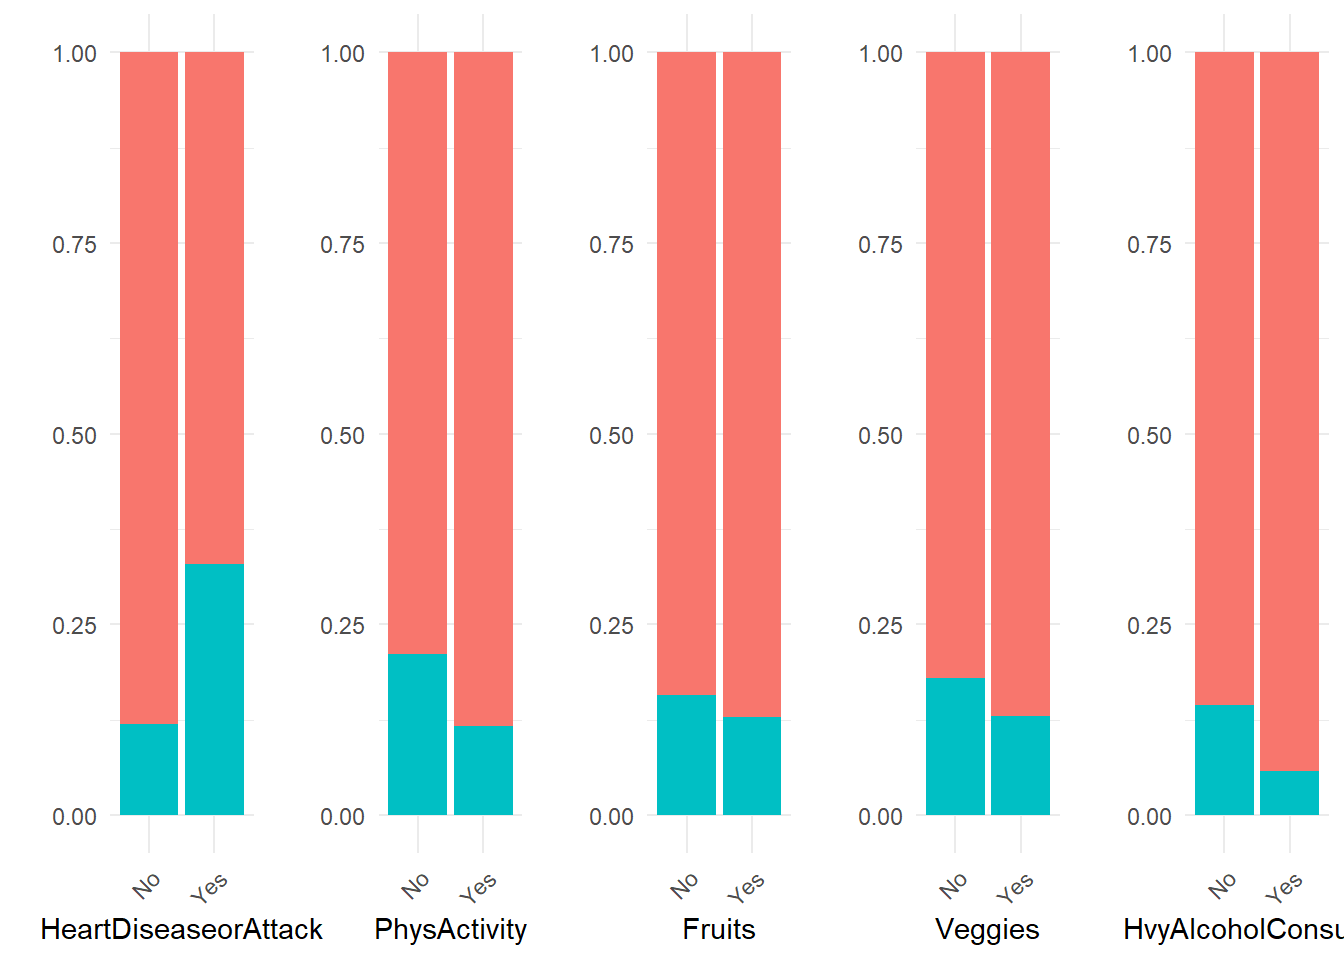 1.00 1.00 1.00 1.00 1.00
0.75 0.75 0.75 0.75 0.75
0.50 0.50 0.50 0.50 0.50
0.25 0.25 0.25 0.25 0.25
0.00 0.00 0.00 0.00 0.00
No Yes No Yes No Yes No Yes No Yes
HeartDiseaseorAttack PhysActivity Fruits Veggies HvyAlcoholConsu